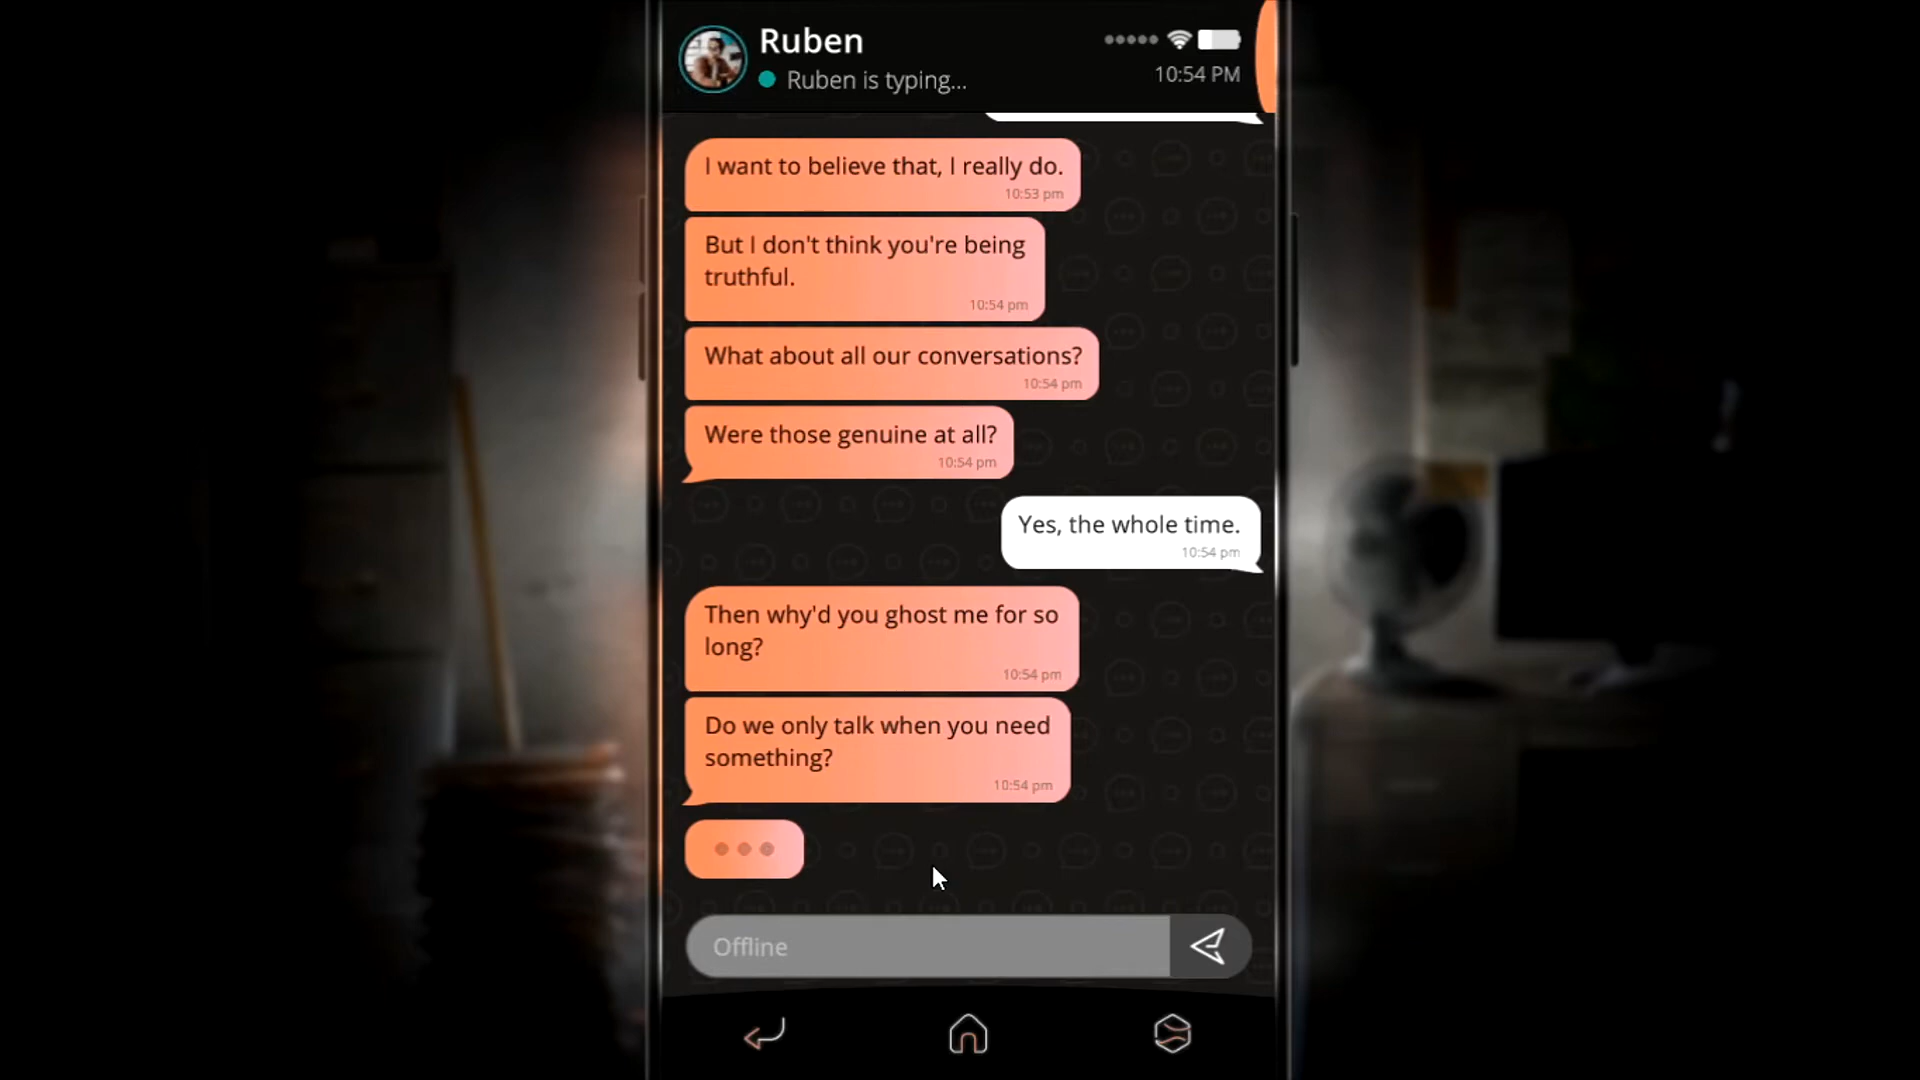 Ruben
Ruben is typing...
10:54 PM
I want to believe that, I really do.
10:53 pm
But I don't think you're being
truthful.
10:54 pm
What about all our conversations?
10:54 pm
Were those genuine at all?
10:54 pm
Yes, the whole time.
10:54 pm
Then why'd you ghost me for so
long?
10:54 pm
Do we only talk when you need
something?
10:54 pm
Offline